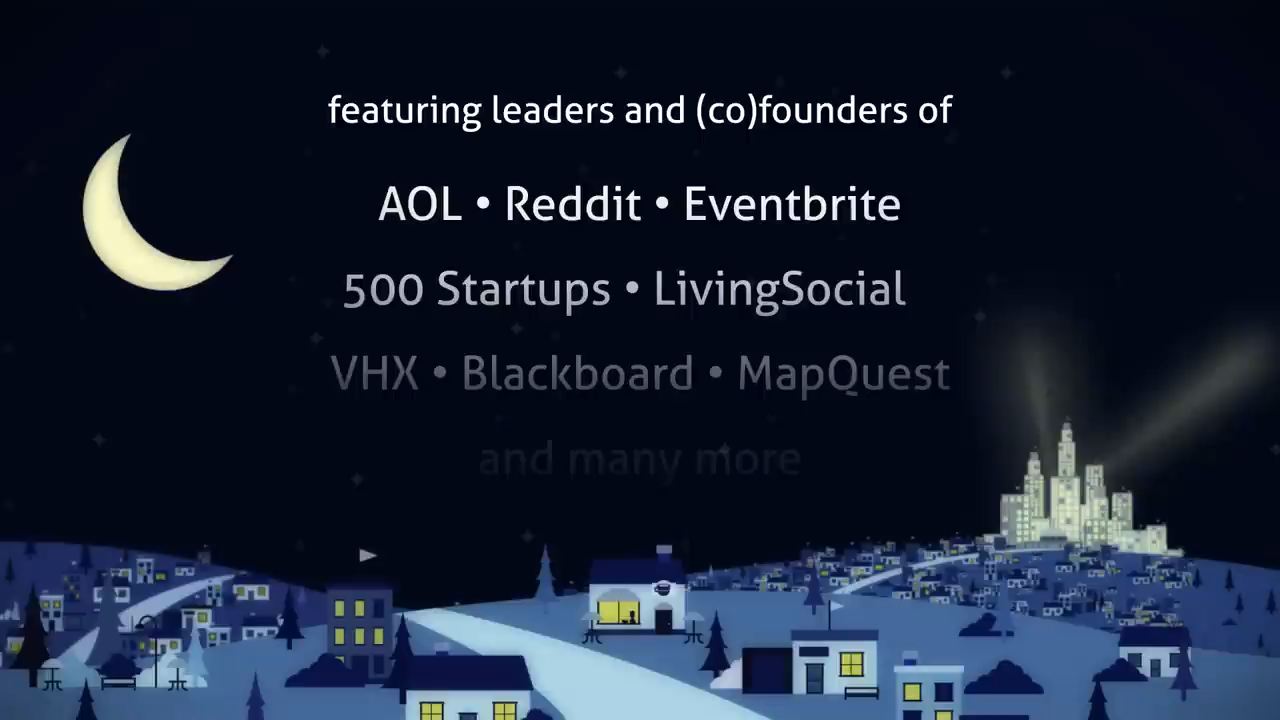 featuring leaders and (co)founders of
AOL • Reddit • Eventbrite
500 Startups • LivingSocial
VHX • Blackboard • MapQuest
and many more